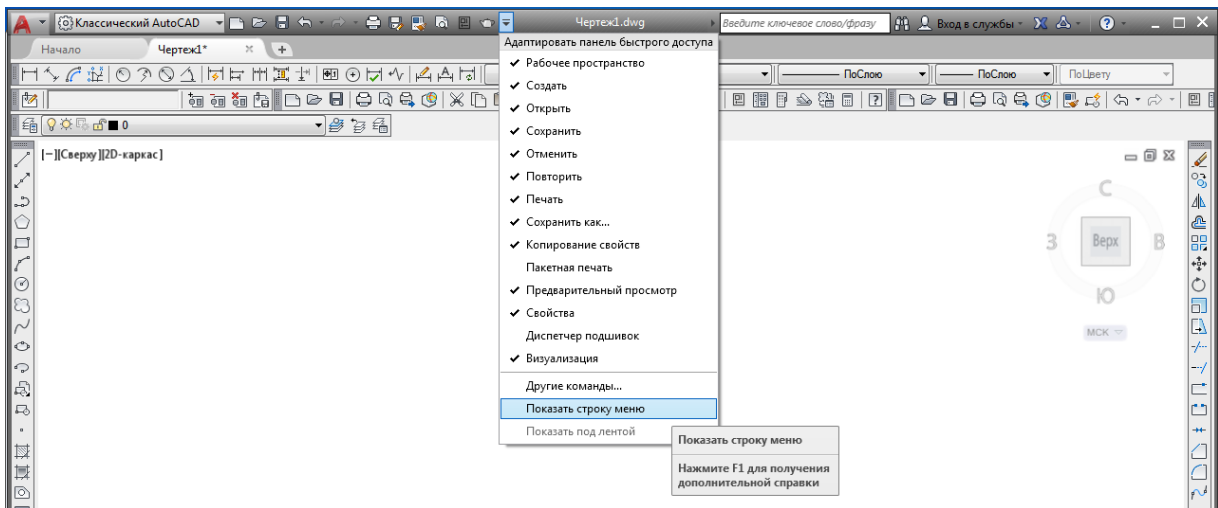 Классический AutoCAD
Чертеж1.dwg
Введите ключевое слово/фразу
Вход в службы
Начало
Чертеж1*
Адаптировать панель быстрого доступа
Рабочее пространство
Создать
Открыть
Сохранить
Отменить
Повторить
Печать
Сохранить как...
Копирование свойств
Пакетная печать
Предварительный просмотр
Свойства
Диспетчер подшивок
Визуализация
Другие команды...
Показать строку меню
Показать под лентой
ПоСлою
ПоСлою
ПоЦвету
0
[−][Сверху][2D-каркас]
С
З
Верх
В
Ю
МСК
Показать строку меню
Нажмите F1 для получения
дополнительной справки